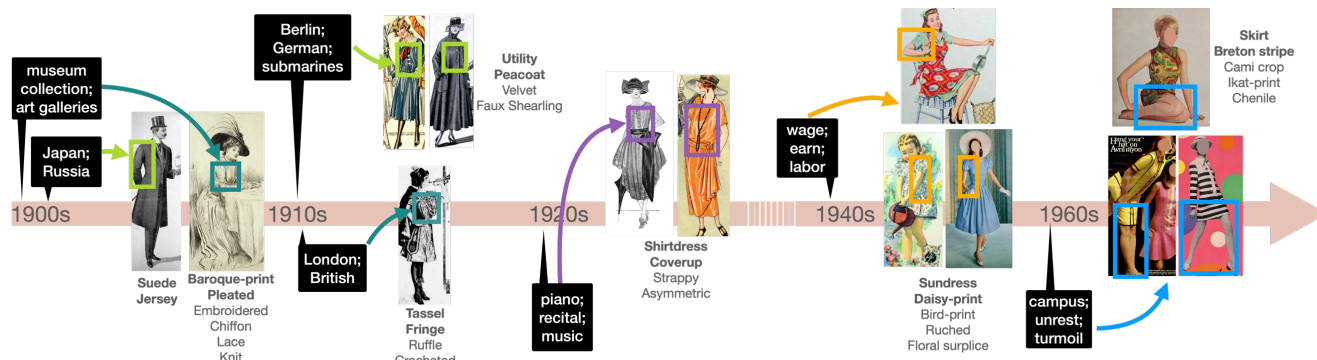 museum
collection;
art galleries
Japan;
Russia
1900s
Suede
Jersey
Baroque-print
Pleated
Embroidered
Chiffon
Lace
Knit
Berlin;
German;
submarines
1910s
London;
British
Utility
Peacoat
Velvet
Faux Shearling
Tassel
Fringe
Ruffle
Crocheted
1920s
piano;
recital;
music
Shirtdress
Coverup
Strappy
Asymmetric
wage;
earn;
labor
1940s
Sundress
Daisy-print
Bird-print
Ruched
Floral surplice
1960s
campus;
unrest;
turmoil
Skirt
Breton stripe
Cami crop
Ikat-print
Chenile